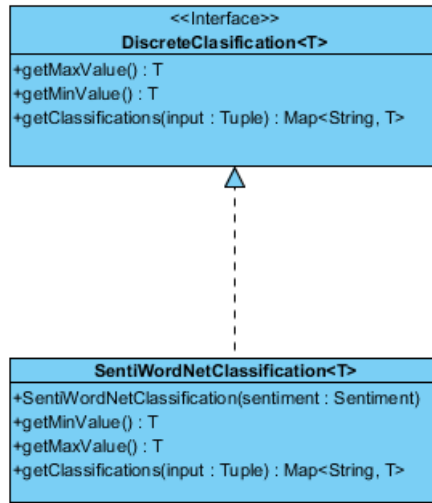 <<Interface>>
DiscreteClasification<T>
+getMaxValue() : T
+getMinValue() : T
+getClassifications(input : Tuple) : Map<String, T>
SentiWordNetClassification<T>
+SentiWordNetClassification(sentiment : Sentiment)
+getMinValue() : T
+getMaxValue() : T
+getClassifications(input : Tuple) : Map<String, T>